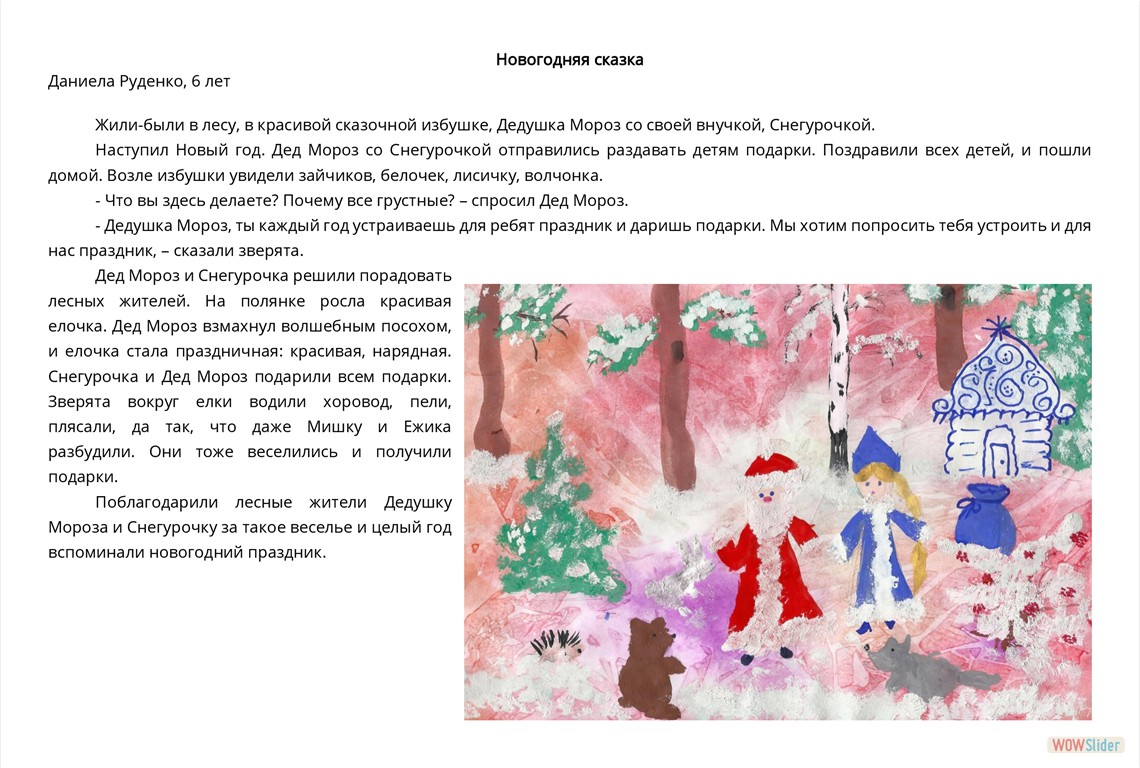 Новогодняя сказка
Даниела Руденко, 6 лет
Жили-были в лесу, в красивой сказочной избушке, Дедушка Мороз со своей внучкой, Снегурочкой.
Наступил Новый год. Дед Мороз со Снегурочкой отправились раздавать детям подарки. Поздравили всех детей, и пошли
домой. Возле избушки увидели зайчиков, белочек, лисичку, волчонка.
- Что вы здесь делаете? Почему все грустные? – спросил Дед Мороз.
- Дедушка Мороз, ты каждый год устраиваешь для ребят праздник и даришь подарки. Мы хотим попросить тебя устроить и для
нас праздник, – сказали зверята.
Дед Мороз и Снегурочка решили порадовать
лесных жителей. На полянке росла красивая
елочка. Дед Мороз взмахнул волшебным посохом,
и елочка стала праздничная: красивая, нарядная.
Снегурочка и Дед Мороз подарили всем подарки.
Зверята вокруг елки водили хоровод, пели,
плясали, да так, что даже Мишку и Ежика
разбудили. Они тоже веселились и получили
подарки.
Поблагодарили лесные жители Дедушку
Мороза и Снегурочку за такое веселье и целый год
вспоминали новогодний праздник.
WOWSlider